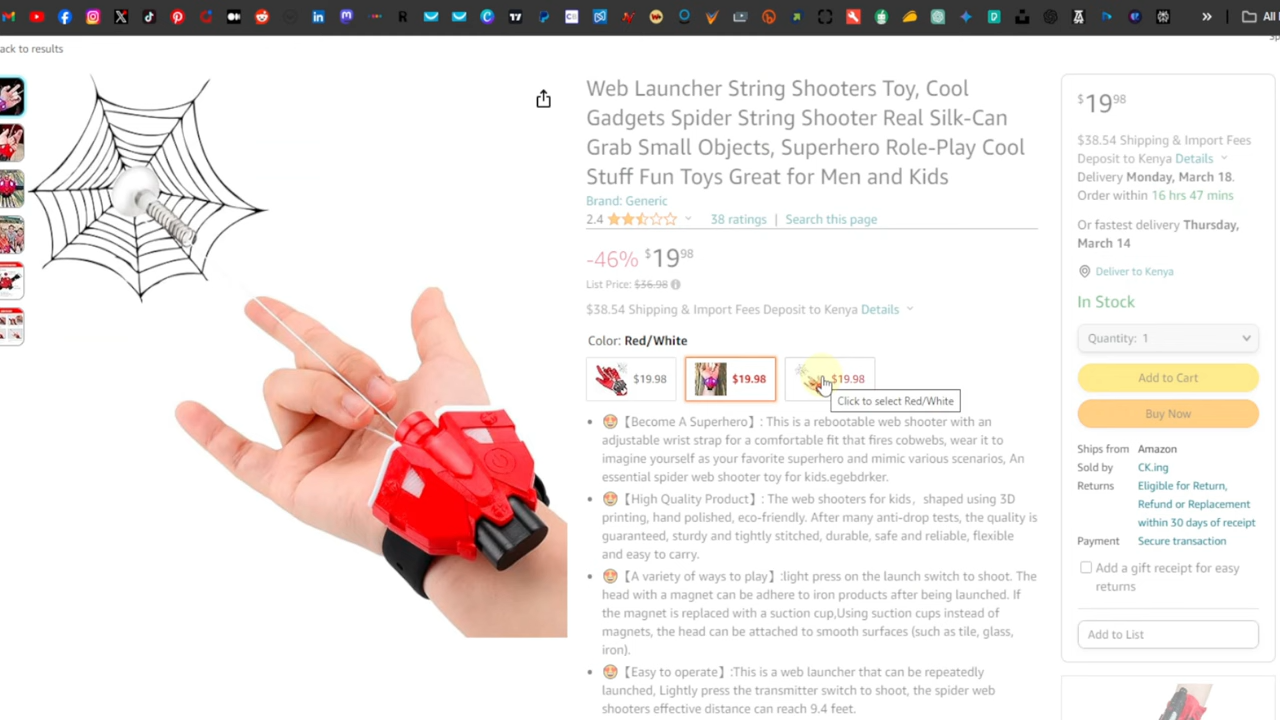 All
ack to results
Web Launcher String Shooters Toy, Cool
Gadgets Spider String Shooter Real Silk-Can
Grab Small Objects, Superhero Role-Play Cool
Stuff Fun Toys Great for Men and Kids
Brand: Generic
2.4 38 ratings | Search this page
-46% $19 98
List Price: $36.98
$38.54 Shipping & Import Fees Deposit to Kenya Details
Color: Red/White
$19.98 $19.98 $19.98
Click to select Red/White
• 【Become A Superhero】: This is a rebootable web shooter with an
adjustable wrist strap for a comfortable fit that fires cobwebs, wear it to
imagine yourself as your favorite superhero and mimic various scenarios, An
essential spider web shooter toy for kids.egebdrker.
• 【High Quality Product】: The web shooters for kids，shaped using 3D
printing, hand polished, eco-friendly. After many anti-drop tests, the quality is
guaranteed, sturdy and tightly stitched, durable, safe and reliable, flexible
and easy to carry.
• 【A variety of ways to play】:light press on the launch switch to shoot. The
head with a magnet can be adhere to iron products after being launched. If
the magnet is replaced with a suction cup,Using suction cups instead of
magnets, the head can be attached to smooth surfaces (such as tile, glass,
iron).
• 【Easy to operate】:This is a web launcher that can be repeatedly
launched, Lightly press the transmitter switch to shoot, the spider web
shooters effective distance can reach 9.4 feet.
$19 98
$38.54 Shipping & Import Fees
Deposit to Kenya Details
Delivery Monday, March 18.
Order within 16 hrs 47 mins
Or fastest delivery Thursday,
March 14
Deliver to Kenya
In Stock
Quantity: 1
Add to Cart
Buy Now
Ships from Amazon
Sold by CK.ing
Returns Eligible for Return,
Refund or Replacement
within 30 days of receipt
Payment Secure transaction
Add a gift receipt for easy
returns
Add to List